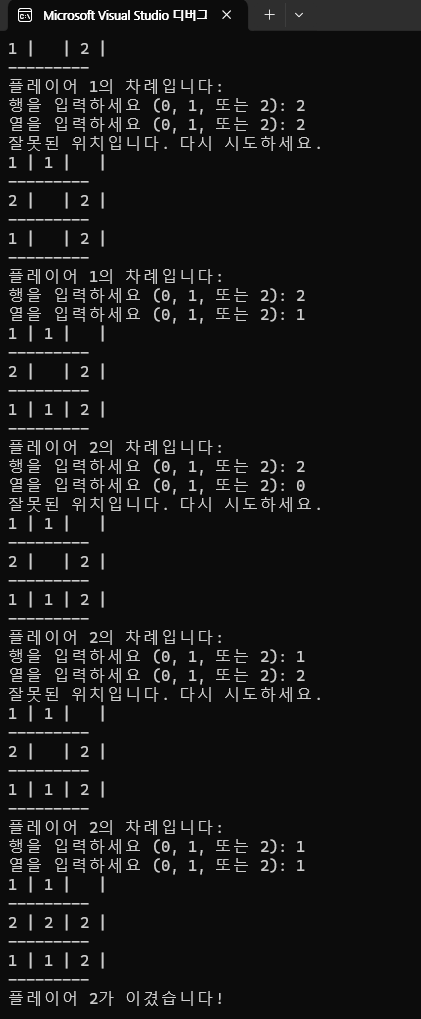 Microsoft Visual Studio 디버그
1 |   | 2 |
---------
플레이어 1의 차례입니다:
행을 입력하세요 (0, 1, 또는 2): 2
열을 입력하세요 (0, 1, 또는 2): 2
잘못된 위치입니다. 다시 시도하세요.
1 | 1 |   |
---------
2 |   | 2 |
---------
1 |   | 2 |
---------
플레이어 1의 차례입니다:
행을 입력하세요 (0, 1, 또는 2): 2
열을 입력하세요 (0, 1, 또는 2): 1
1 | 1 |   |
---------
2 |   | 2 |
---------
1 | 1 | 2 |
---------
플레이어 2의 차례입니다:
행을 입력하세요 (0, 1, 또는 2): 2
열을 입력하세요 (0, 1, 또는 2): 0
잘못된 위치입니다. 다시 시도하세요.
1 | 1 |   |
---------
2 |   | 2 |
---------
1 | 1 | 2 |
---------
플레이어 2의 차례입니다:
행을 입력하세요 (0, 1, 또는 2): 1
열을 입력하세요 (0, 1, 또는 2): 2
잘못된 위치입니다. 다시 시도하세요.
1 | 1 |   |
---------
2 |   | 2 |
---------
1 | 1 | 2 |
---------
플레이어 2의 차례입니다:
행을 입력하세요 (0, 1, 또는 2): 1
열을 입력하세요 (0, 1, 또는 2): 1
1 | 1 |   |
---------
2 | 2 | 2 |
---------
1 | 1 | 2 |
---------
플레이어 2가 이겼습니다!